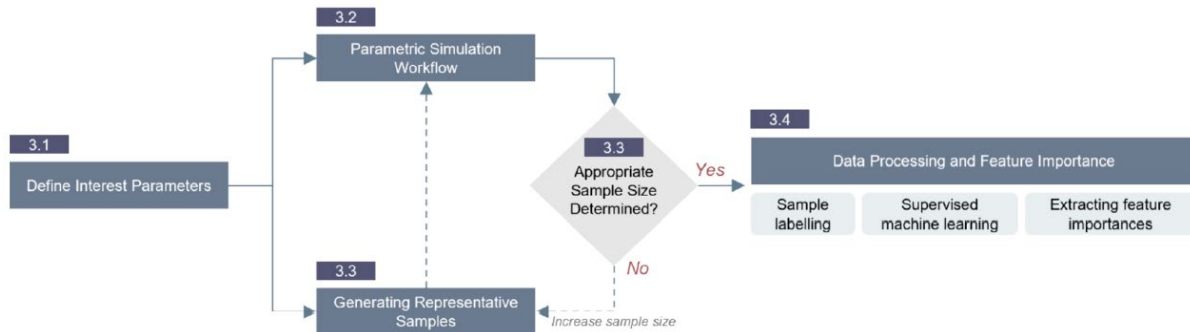 3.1
Define Interest Parameters
3.2
Parametric Simulation
Workflow
3.3
Generating Representative
Samples
3.3
Appropriate
Sample Size
Determined?
Yes
No
Increase sample size
3.4
Data Processing and Feature Importance
Sample
labelling
Supervised
machine learning
Extracting feature
importances